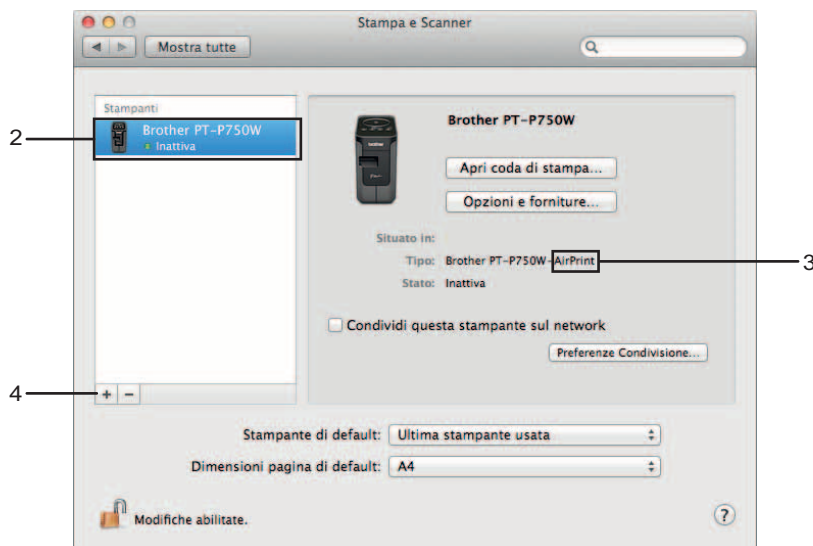 Stampa e Scanner
Mostra tutte
Stampanti
2
Brother PT-P750W
Inattiva
Brother PT-P750W
brother
Apri coda di stampa...
Opzioni e forniture...
Situato in:
Tipo: Brother PT-P750W-AirPrint
3
Stato: Inattiva
Condividi questa stampante sul network
Preferenze Condivisione...
4
+ −
Stampante di default: Ultima stampante usata
Dimensioni pagina di default: A4
Modifiche abilitate.
?